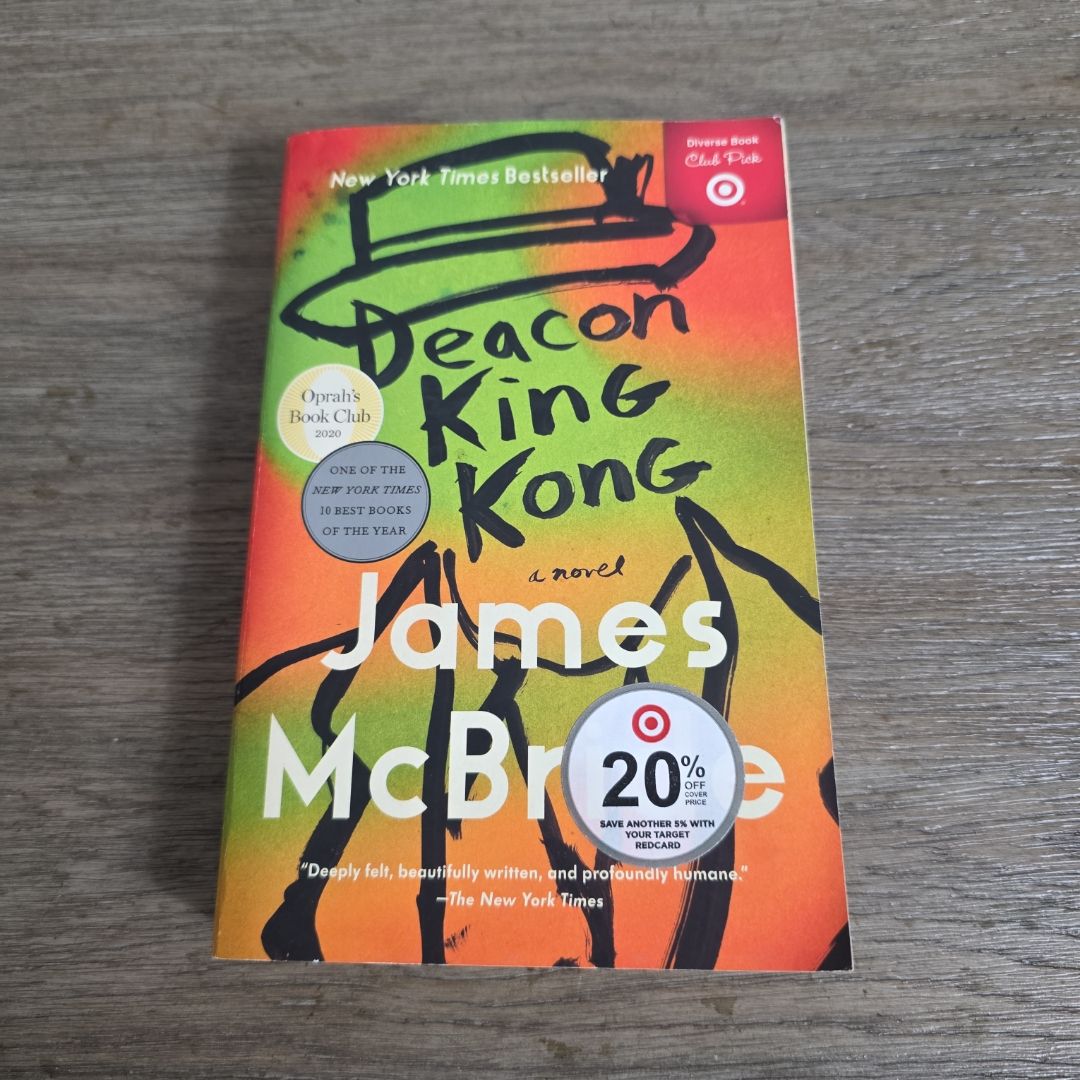 New York Times Bestseller
Diverse Book
Club Pick
Deacon
King
Kong
Oprah's
Book Club
2020
ONE OF THE
NEW YORK TIMES
10 BEST BOOKS
OF THE YEAR
a novel
James
McBr e
20% OFF
COVER
PRICE
SAVE ANOTHER 5% WITH
YOUR TARGET
REDCARD
“Deeply felt, beautifully written, and profoundly humane.”
—The New York Times